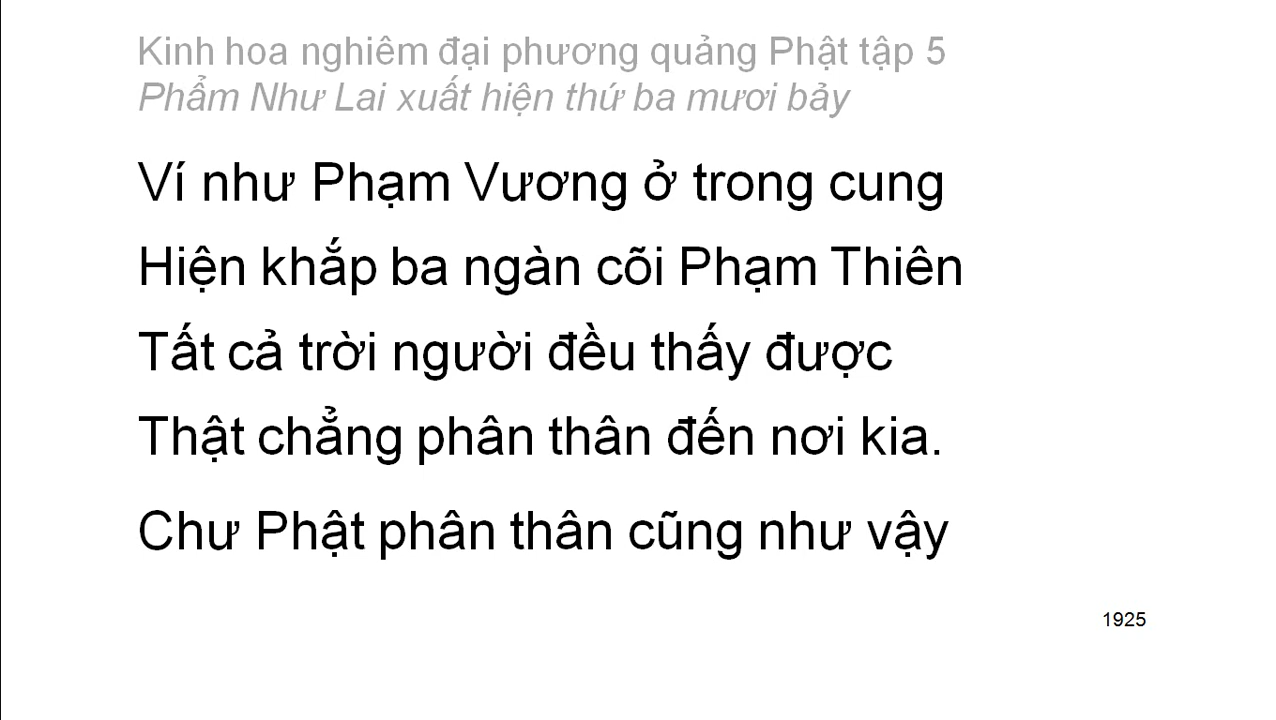 Kinh hoa nghiêm đại phương quảng Phật tập 5
Phẩm Như Lai xuất hiện thứ ba mươi bảy
Ví như Phạm Vương ở trong cung
Hiện khắp ba ngàn cõi Phạm Thiên
Tất cả trời người đều thấy được
Thật chẳng phân thân đến nơi kia.
Chư Phật phân thân cũng như vậy
1925